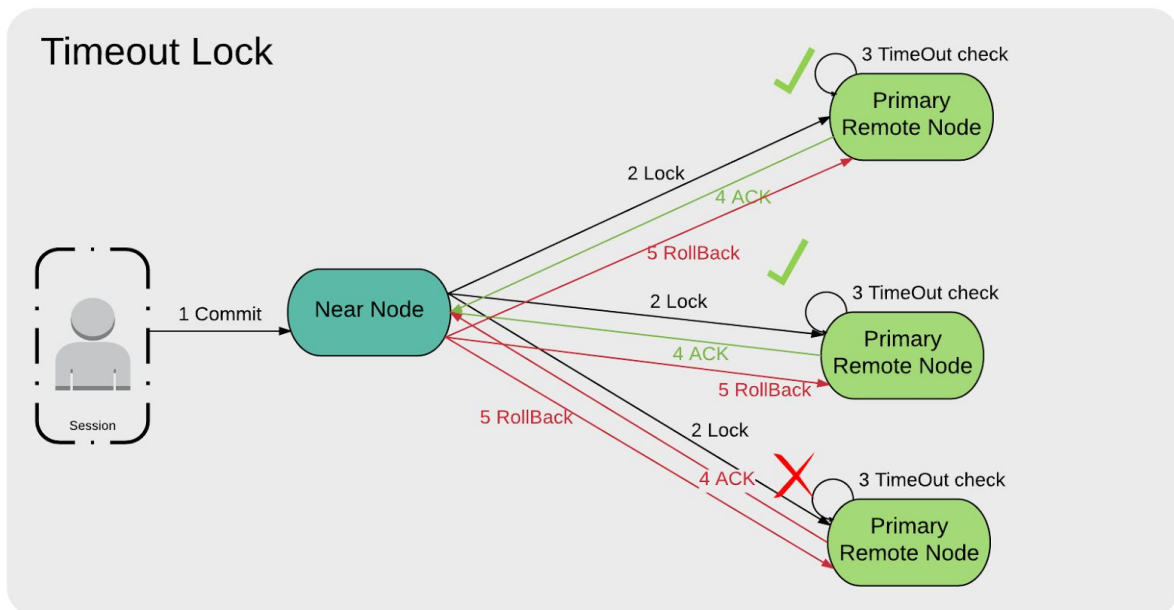 Timeout Lock
3 TimeOut check
Primary
Remote Node
2 Lock
4 ACK
5 RollBack
3 TimeOut check
2 Lock
1 Commit
Near Node
Primary
Remote Node
4 ACK
5 RollBack
5 RollBack
Session
2 Lock
4 ACK
3 TimeOut check
Primary
Remote Node